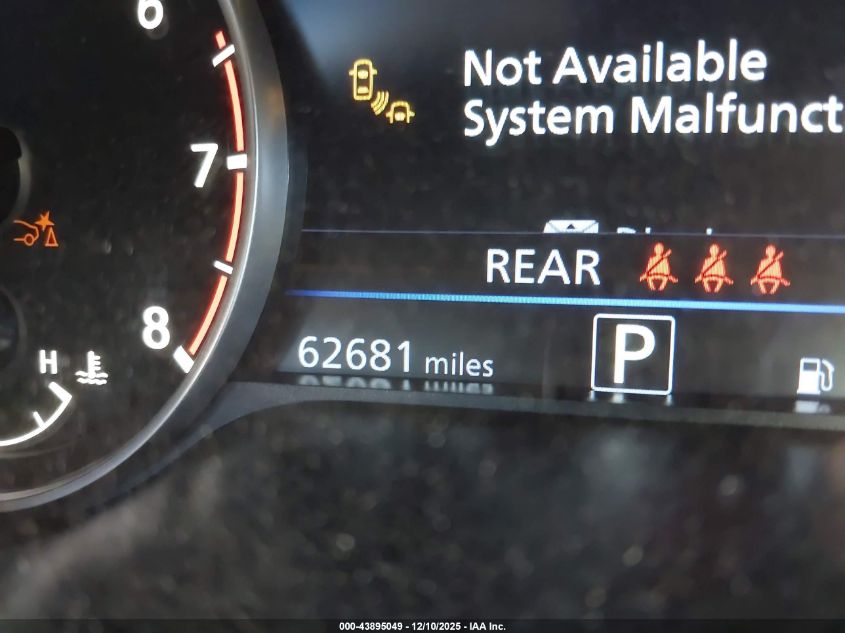 6
Not Available
System Malfunct
7
REAR
8
62681 miles
P
H
000-43895049 - 12/10/2025 - IAA Inc.